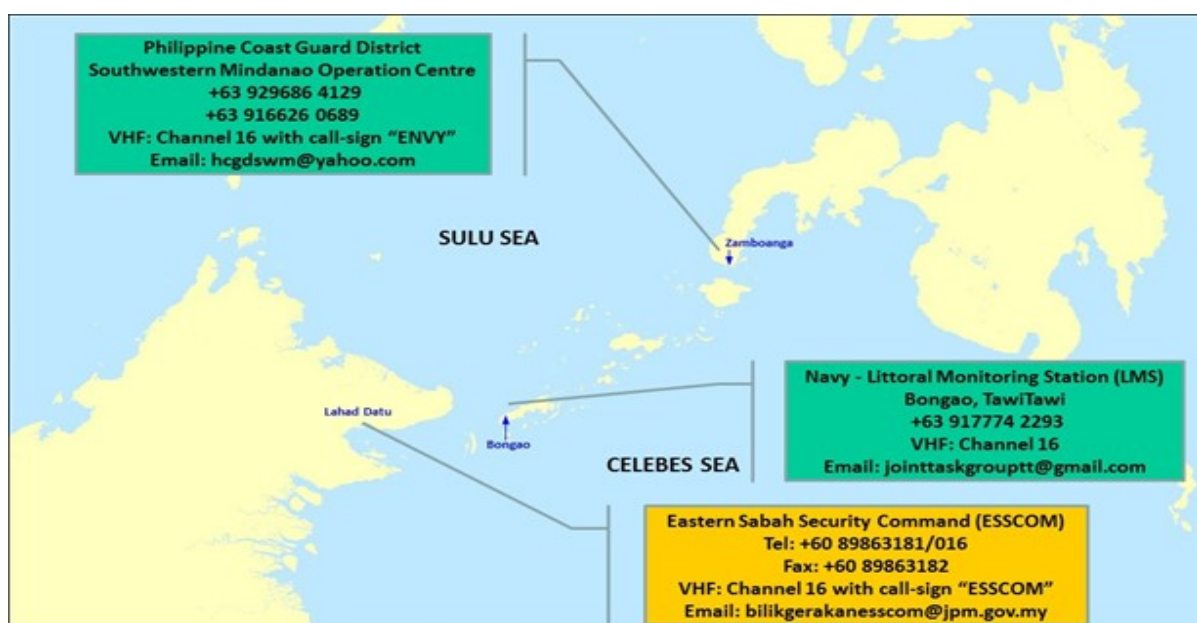 Philippine Coast Guard District
Southwestern Mindanao Operation Centre
+63 929686 4129
+63 916626 0689
VHF: Channel 16 with call-sign “ENVY”
Email: hcgdswm@yahoo.com
SULU SEA
Zamboanga
Navy - Littoral Monitoring Station (LMS)
Bongao, TawiTawi
+63 917774 2293
VHF: Channel 16
Email: jointtaskgrouptt@gmail.com
Lahad Datu
Bongao
CELEBES SEA
Eastern Sabah Security Command (ESSCOM)
Tel: +60 89863181/016
Fax: +60 89863182
VHF: Channel 16 with call-sign “ESSCOM”
Email: bilikgerakanesscom@jpm.gov.my